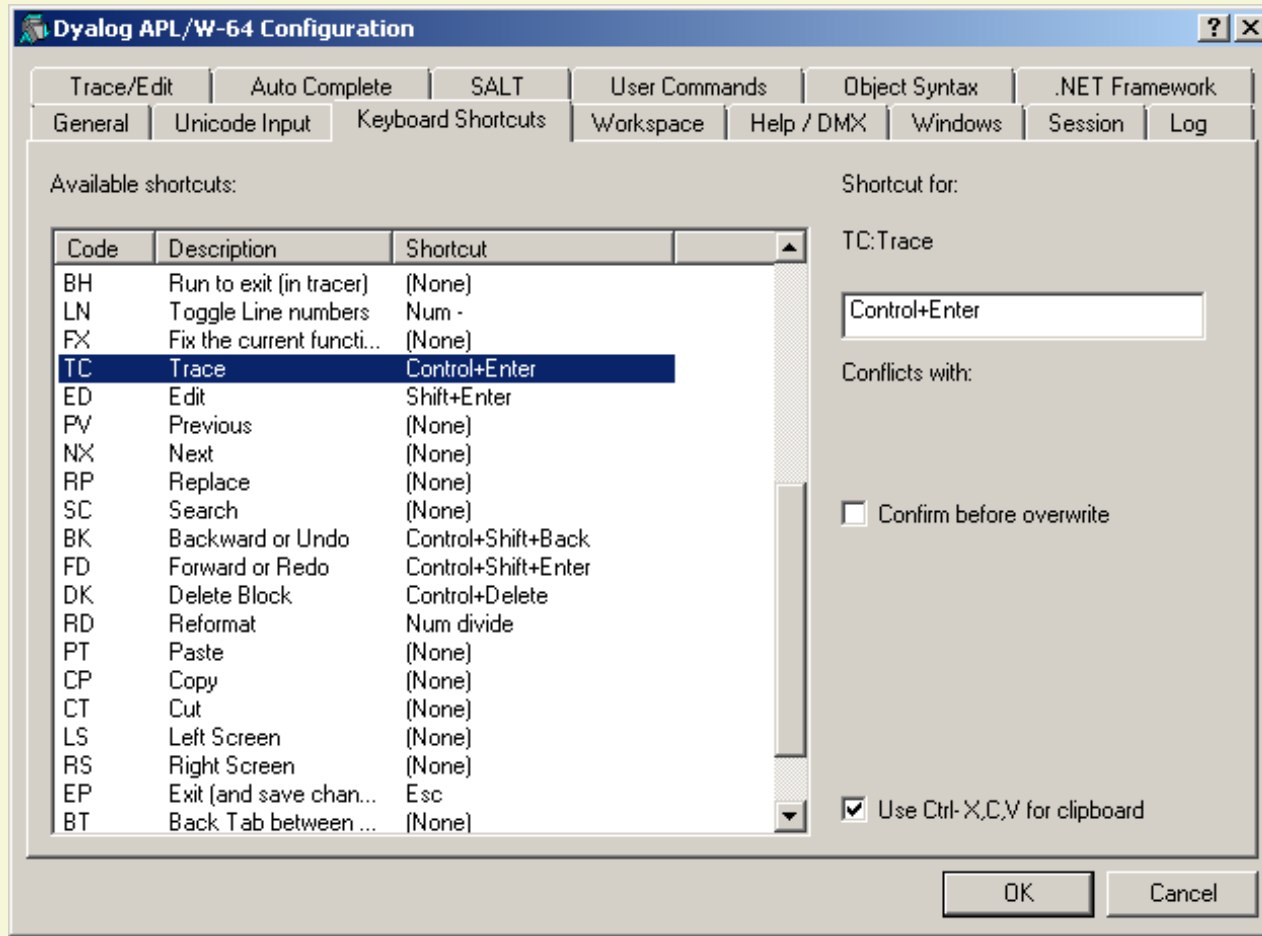 Dyalog APL/W-64 Configuration
Trace/Edit Auto Complete SALT User Commands Object Syntax .NET Framework
General Unicode Input Keyboard Shortcuts Workspace Help / DMX Windows Session Log
Available shortcuts:
Code Description Shortcut
BH Run to exit (in tracer) (None)
LN Toggle Line numbers Num -
FX Fix the current functi... (None)
TC Trace Control+Enter
ED Edit Shift+Enter
PV Previous (None)
NX Next (None)
RP Replace (None)
SC Search (None)
BK Backward or Undo Control+Shift+Back
FD Forward or Redo Control+Shift+Enter
DK Delete Block Control+Delete
RD Reformat Num divide
PT Paste (None)
CP Copy (None)
CT Cut (None)
LS Left Screen (None)
RS Right Screen (None)
EP Exit (and save chan... Esc
BT Back Tab between ... (None)
Shortcut for:
TC:Trace
Control+Enter
Conflicts with:
Confirm before overwrite
Use Ctrl-X,C,V for clipboard
OK Cancel